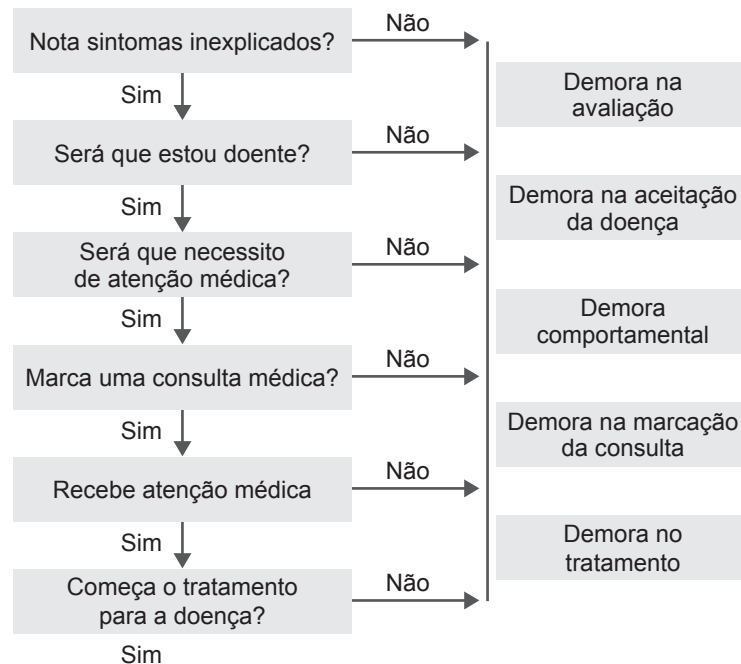 Não
Nota sintomas inexplicados?
Sim
Demora na
avaliação
Não
Será que estou doente?
Sim
Demora na aceitação
da doença
Não
Será que necessito
de atenção médica?
Sim
Demora
comportamental
Não
Marca uma consulta médica?
Sim
Demora na marcação
da consulta
Não
Recebe atenção médica
Sim
Demora no
tratamento
Não
Começa o tratamento
para a doença?
Sim